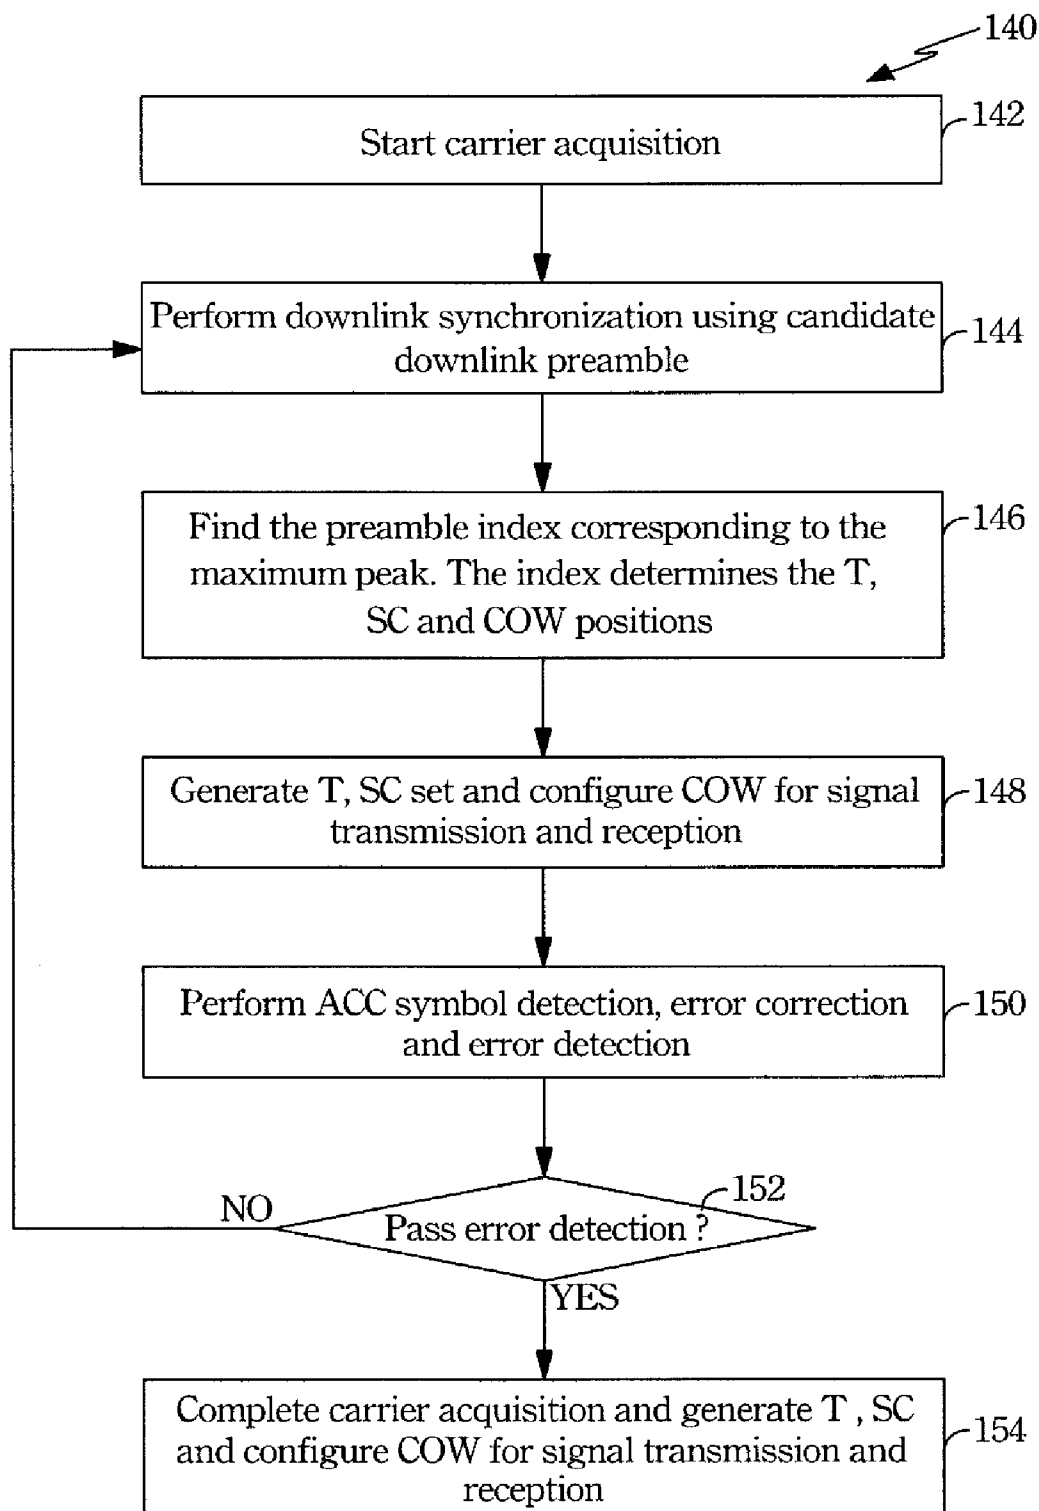 140
Start carrier acquisition
142
Perform downlink synchronization using candidate
downlink preamble
144
Find the preamble index corresponding to the
maximum peak. The index determines the T,
SC and COW positions
146
Generate T, SC set and configure COW for signal
transmission and reception
148
Perform ACC symbol detection, error correction
and error detection
150
152
NO
Pass error detection ?
YES
Complete carrier acquisition and generate T , SC
and configure COW for signal transmission and
reception
154